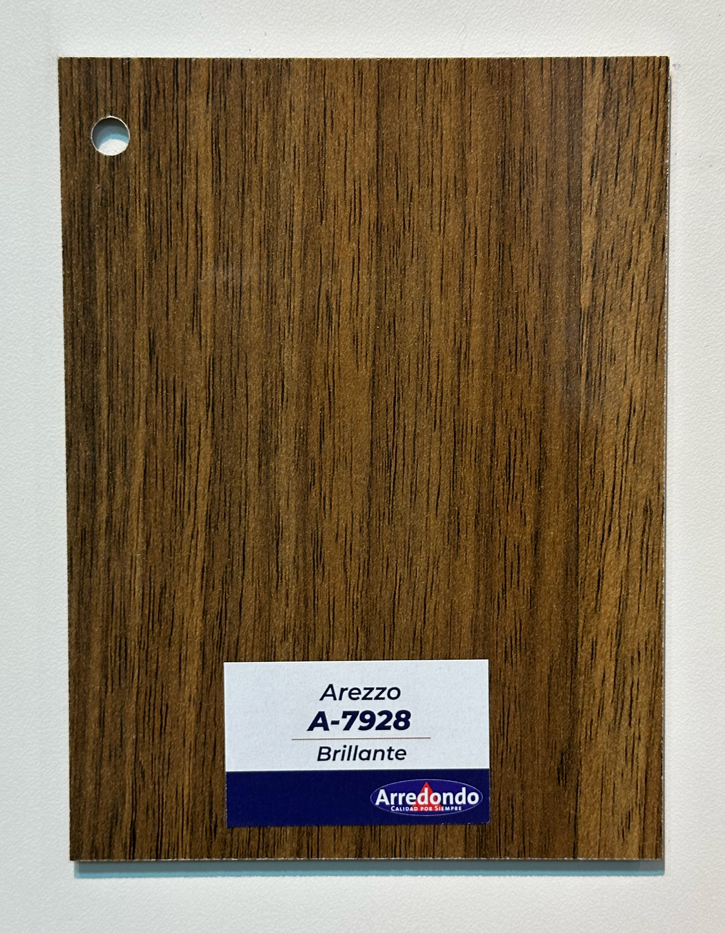 Arezzo
A-7928
Brillante
Arredondo
CALIDAD POR SIEMPRE